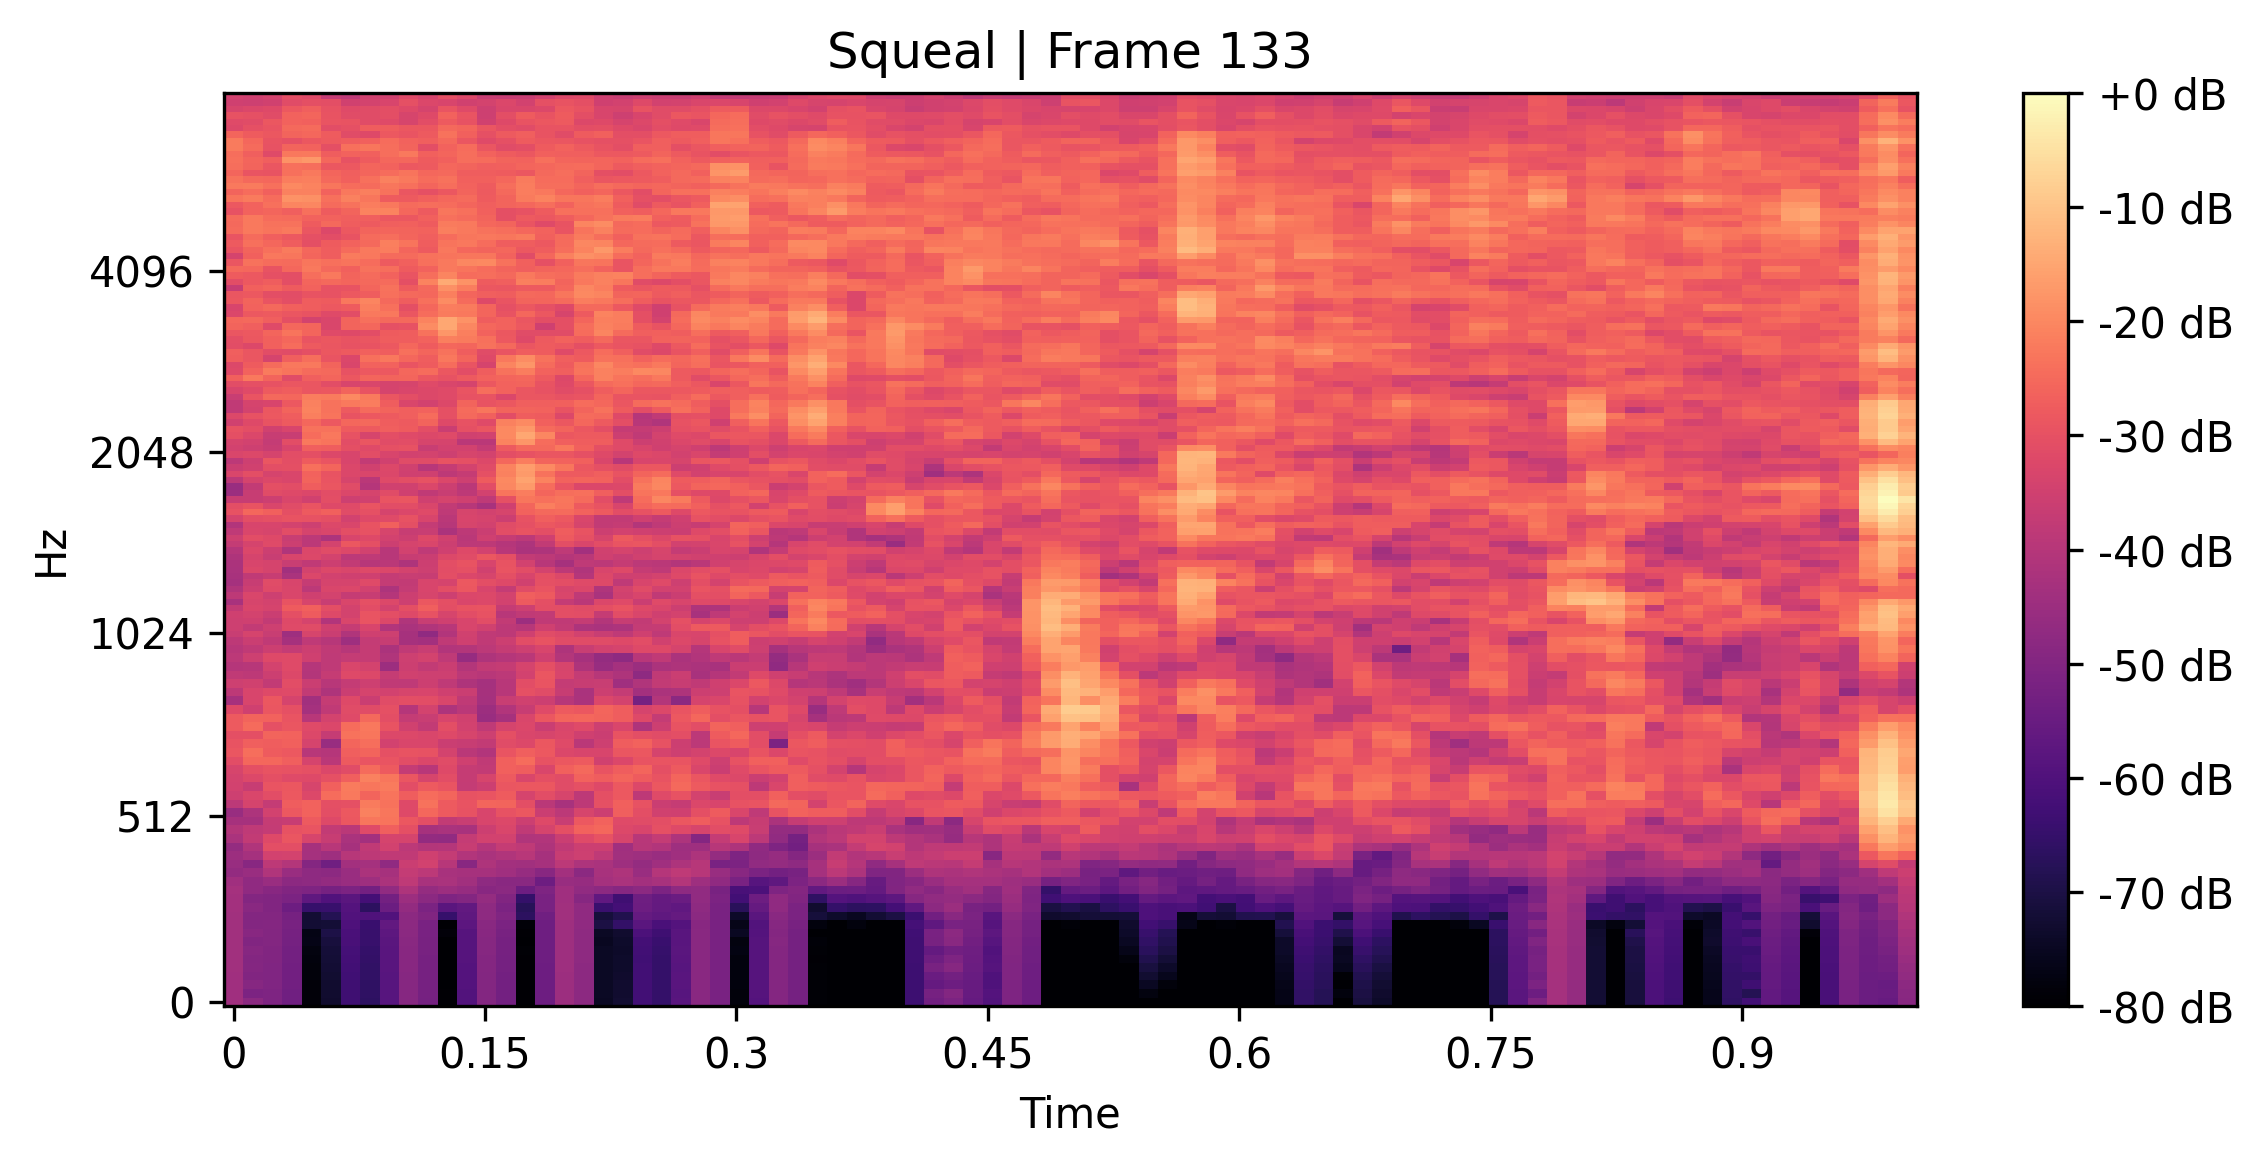 Squeal | Frame 133
+0 dB
-10 dB
-20 dB
-30 dB
-40 dB
-50 dB
-60 dB
-70 dB
-80 dB
4096
2048
1024
512
0
Hz
0 0.15 0.3 0.45 0.6 0.75 0.9
Time